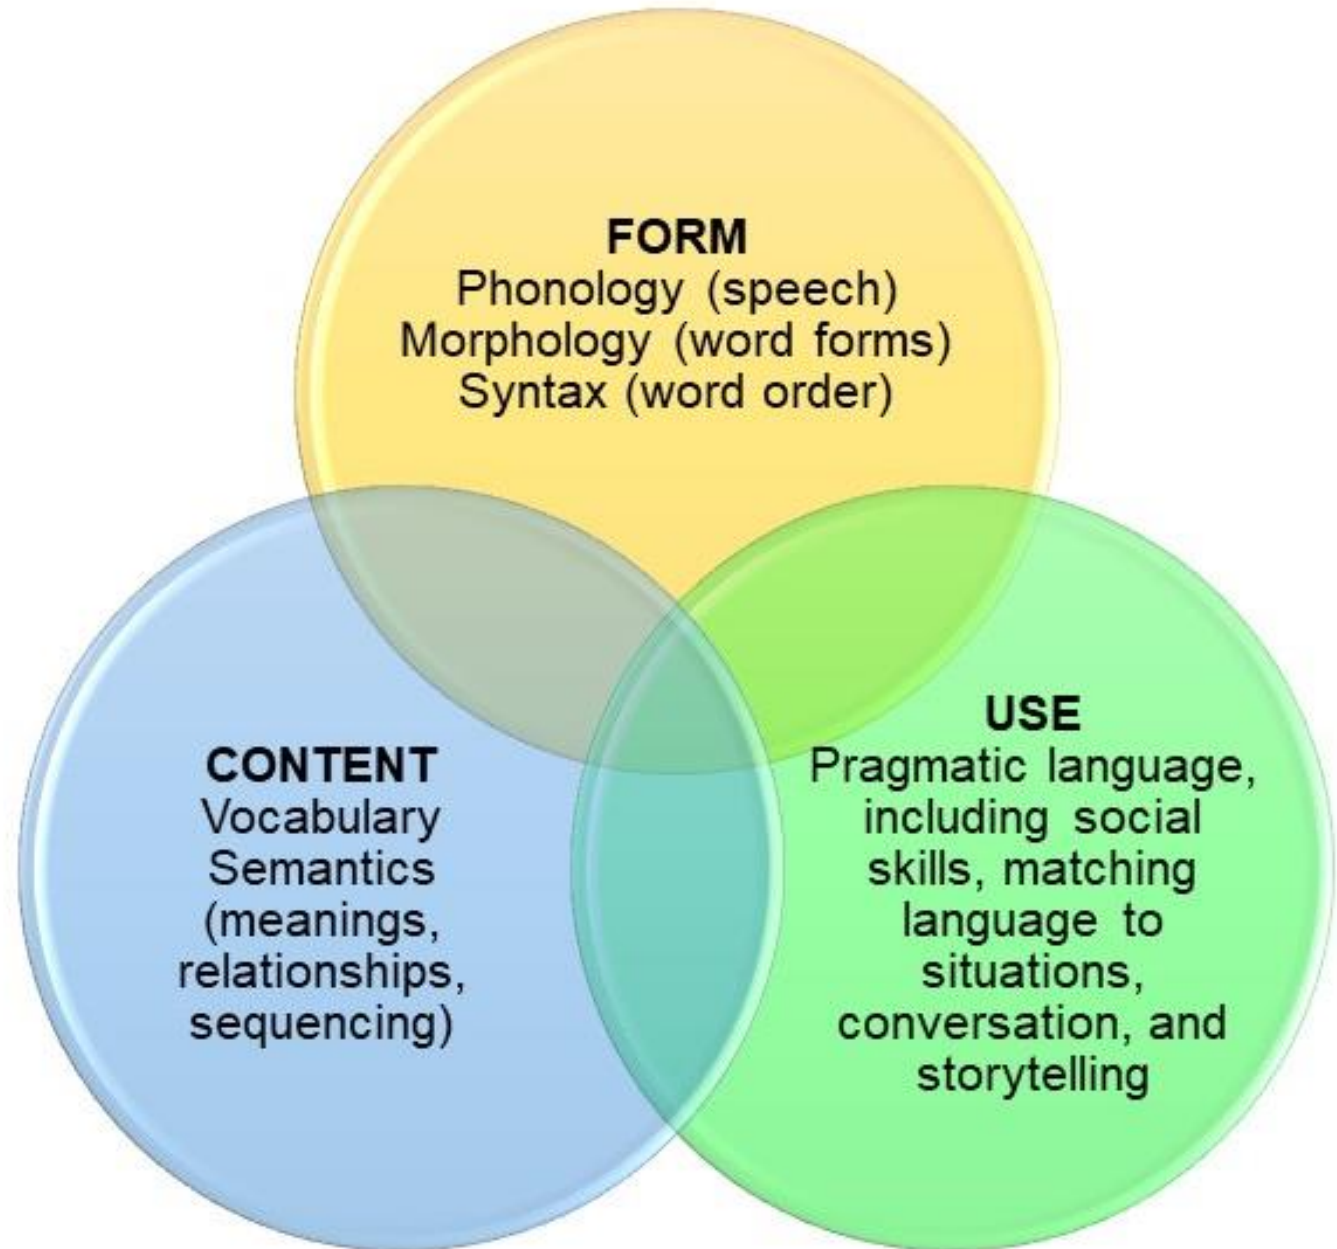 FORM
Phonology (speech)
Morphology (word forms)
Syntax (word order)
CONTENT
Vocabulary
Semantics
(meanings,
relationships,
sequencing)
USE
Pragmatic language,
including social
skills, matching
language to
situations,
conversation, and
storytelling